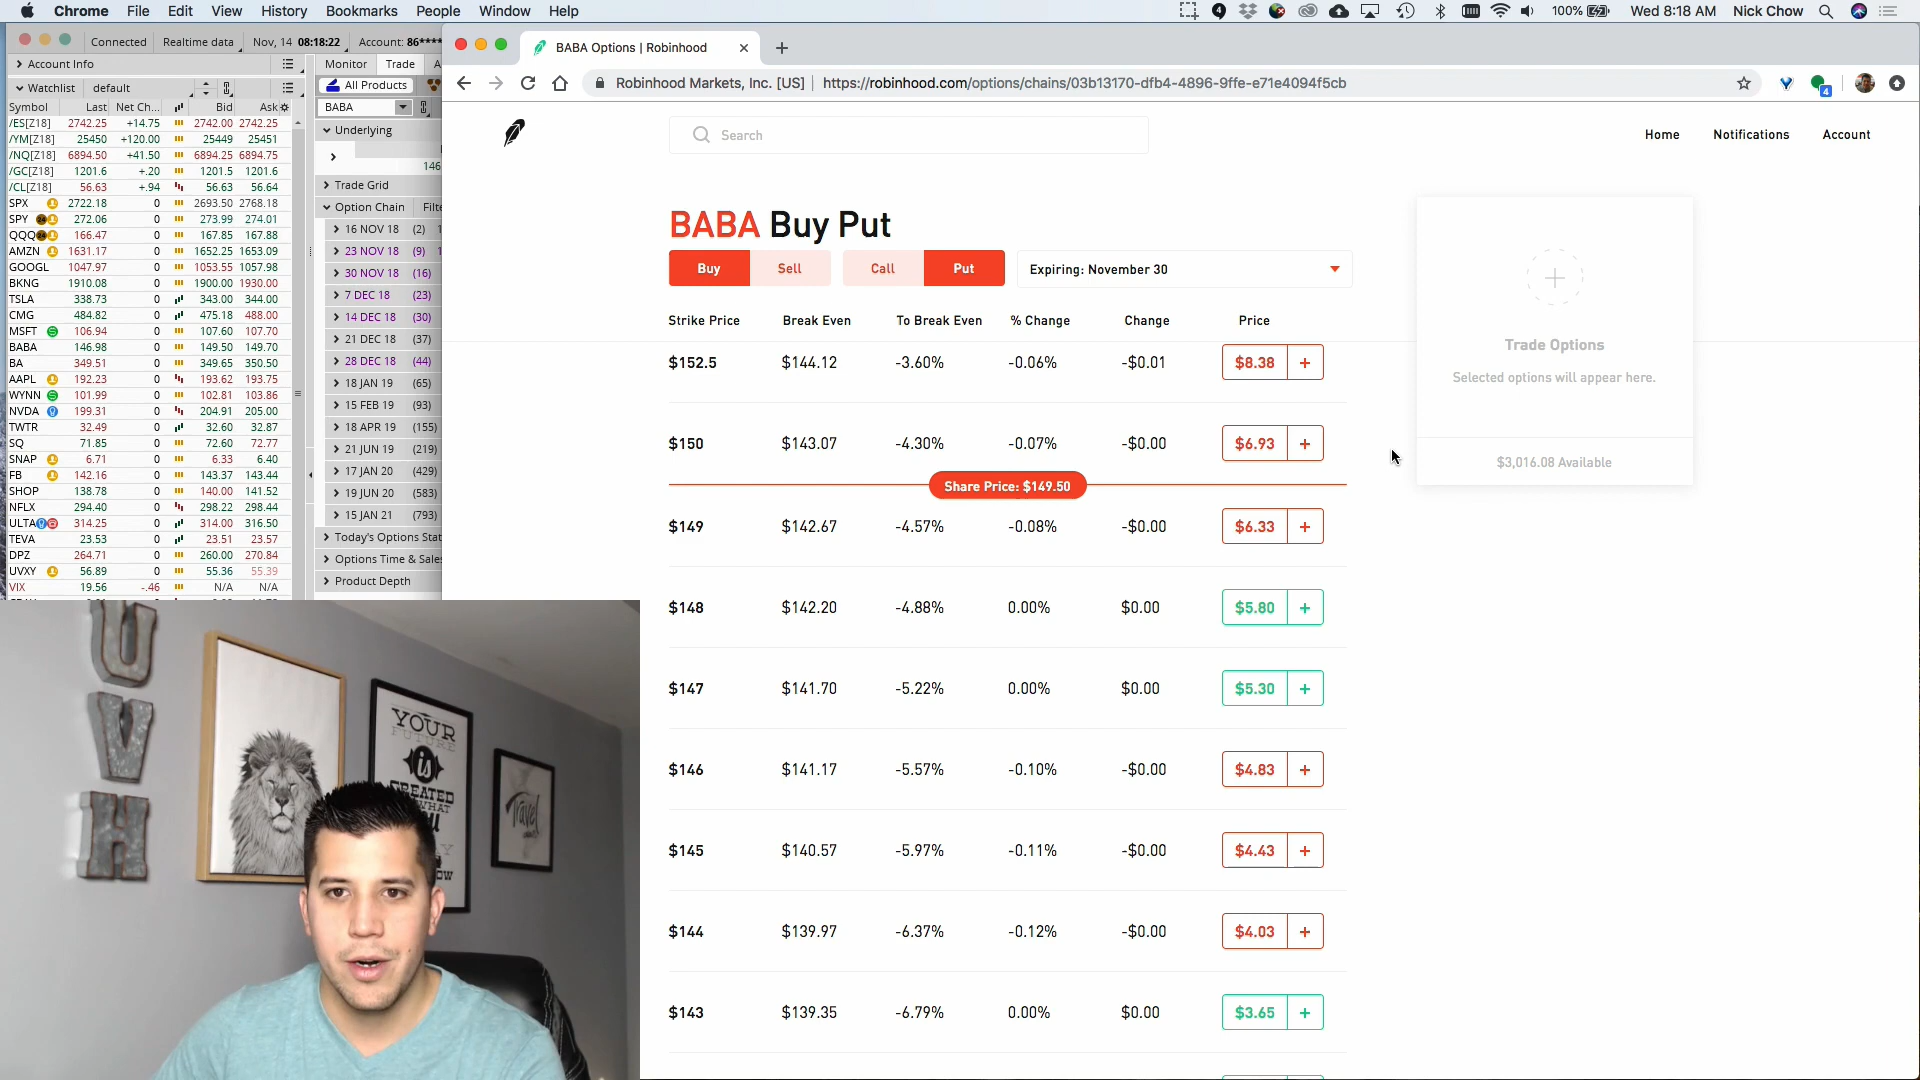 Chrome File Edit View History Bookmarks People Window Help 100% Wed 8:18 AM Nick Chow
Connected Realtime data Nov, 14 08:18:22 Account: 86****
BABA Options | Robinhood
Robinhood Markets, Inc. [US] https://robinhood.com/options/chains/03b13170-dfb4-4896-9ffe-e71e4094f5cb
Account Info
Watchlist default
Symbol Last Net Ch... Bid Ask
/ES[Z18] 2742.25 +14.75 2742.00 2742.25
/YM[Z18] 25450 +120.00 25449 25451
/NQ[Z18] 6894.50 +41.50 6894.25 6894.75
/GC[Z18] 1201.6 +.20 1201.5 1201.6
/CL[Z18] 56.63 +.94 56.63 56.64
SPX 2722.18 0 2693.50 2768.18
SPY 272.06 0 273.99 274.01
QQQ 166.47 0 167.85 167.88
AMZN 1631.17 0 1652.25 1653.09
GOOGL 1047.97 0 1053.55 1057.98
BKNG 1910.08 0 1900.00 1930.00
TSLA 338.73 0 343.00 344.00
CMG 484.82 0 475.18 488.00
MSFT 106.94 0 107.60 107.70
BABA 146.98 0 149.50 149.70
BA 349.51 0 349.65 350.50
AAPL 192.23 0 193.62 193.75
WYNN 101.99 0 102.81 103.86
NVDA 199.31 0 204.91 205.00
TWTR 32.49 0 32.60 32.87
SQ 71.85 0 72.60 72.77
SNAP 6.71 0 6.33 6.40
FB 142.16 0 143.37 143.44
SHOP 138.78 0 140.00 141.52
NFLX 294.40 0 298.22 298.44
ULTA 314.25 0 314.00 316.50
TEVA 23.53 0 23.51 23.57
DPZ 264.71 0 260.00 270.84
UVXY 56.89 0 55.36 55.39
VIX 19.56 -.46 N/A N/A
Monitor Trade A
All Products
BABA
Underlying
146
Trade Grid
Option Chain Filte
16 NOV 18 (2) 1
23 NOV 18 (9) 1
30 NOV 18 (16)
7 DEC 18 (23)
14 DEC 18 (30)
21 DEC 18 (37)
28 DEC 18 (44)
18 JAN 19 (65)
15 FEB 19 (93)
18 APR 19 (155)
21 JUN 19 (219)
17 JAN 20 (429)
19 JUN 20 (583)
15 JAN 21 (793)
Today's Options Stat
Options Time & Sales
Product Depth
Search
Home Notifications Account
BABA Buy Put
Buy Sell Call Put Expiring: November 30
Strike Price Break Even To Break Even % Change Change Price
$152.5 $144.12 -3.60% -0.06% -$0.01 $8.38 +
$150 $143.07 -4.30% -0.07% -$0.00 $6.93 +
Share Price: $149.50
$149 $142.67 -4.57% -0.08% -$0.00 $6.33 +
$148 $142.20 -4.88% 0.00% $0.00 $5.80 +
$147 $141.70 -5.22% 0.00% $0.00 $5.30 +
$146 $141.17 -5.57% -0.10% -$0.00 $4.83 +
$145 $140.57 -5.97% -0.11% -$0.00 $4.43 +
$144 $139.97 -6.37% -0.12% -$0.00 $4.03 +
$143 $139.35 -6.79% 0.00% $0.00 $3.65 +
Trade Options
Selected options will appear here.
$3,016.08 Available
U
V
H
YOUR
FUTURE
is
CREATED
WHAT
Travel